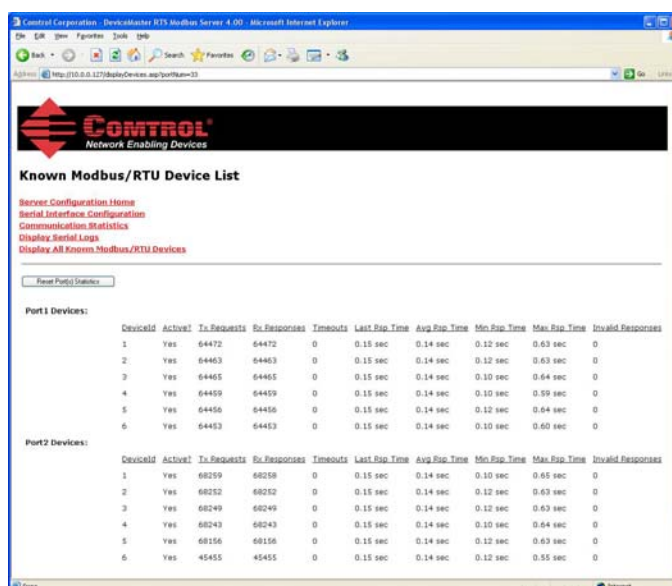 Comtrol Corporation - DeviceMaster RTS Modbus Server 4.00 - Microsoft Internet Explorer
File Edit View Favorites Tools Help
Back Search Favorites
Address http://10.0.0.127/displayDevices.asp?portNum=33 Go Links
COMTROL
Network Enabling Devices
Known Modbus/RTU Device List
Server Configuration Home
Serial Interface Configuration
Communication Statistics
Display Serial Logs
Display All Known Modbus/RTU Devices
Reset Port(s) Statistics
Port1 Devices:
DeviceId Active? Tx Requests Rx Responses Timeouts Last Rsp Time Avg Rsp Time Min Rsp Time Max Rsp Time Invalid Responses
1 Yes 64472 64472 0 0.15 sec 0.14 sec 0.12 sec 0.63 sec 0
2 Yes 64463 64463 0 0.15 sec 0.14 sec 0.12 sec 0.63 sec 0
3 Yes 64465 64465 0 0.15 sec 0.14 sec 0.10 sec 0.64 sec 0
4 Yes 64459 64459 0 0.15 sec 0.14 sec 0.10 sec 0.59 sec 0
5 Yes 64456 64456 0 0.15 sec 0.14 sec 0.12 sec 0.64 sec 0
6 Yes 64453 64453 0 0.15 sec 0.14 sec 0.10 sec 0.60 sec 0
Port2 Devices:
DeviceId Active? Tx Requests Rx Responses Timeouts Last Rsp Time Avg Rsp Time Min Rsp Time Max Rsp Time Invalid Responses
1 Yes 68259 68258 0 0.15 sec 0.14 sec 0.10 sec 0.65 sec 0
2 Yes 68252 68252 0 0.15 sec 0.14 sec 0.12 sec 0.63 sec 0
3 Yes 68249 68249 0 0.15 sec 0.14 sec 0.12 sec 0.63 sec 0
4 Yes 68243 68243 0 0.15 sec 0.14 sec 0.10 sec 0.64 sec 0
5 Yes 68156 68156 0 0.15 sec 0.14 sec 0.12 sec 0.63 sec 0
6 Yes 45455 45455 0 0.15 sec 0.14 sec 0.12 sec 0.55 sec 0